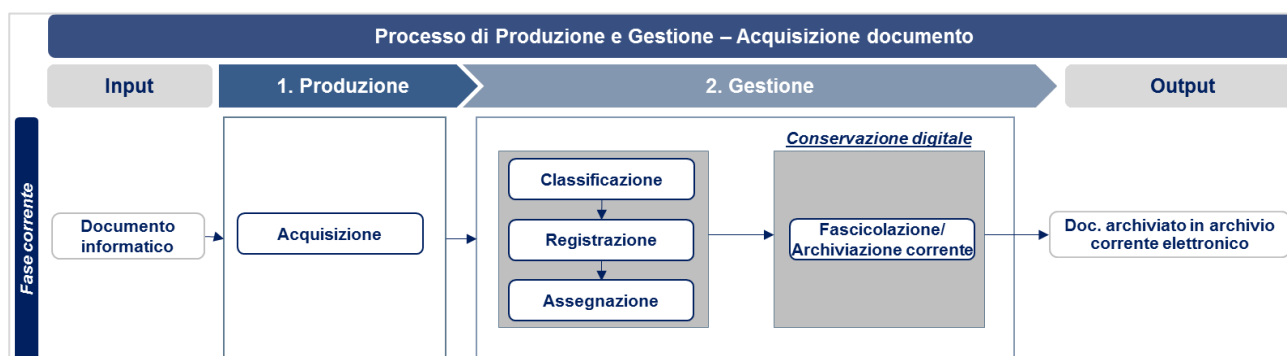 Processo di Produzione e Gestione – Acquisizione documento
Input
1. Produzione
2. Gestione
Output
Fase corrente
Documento
informatico
Acquisizione
Classificazione
Registrazione
Assegnazione
Conservazione digitale
Fascicolazione/
Archiviazione corrente
Doc. archiviato in archivio
corrente elettronico